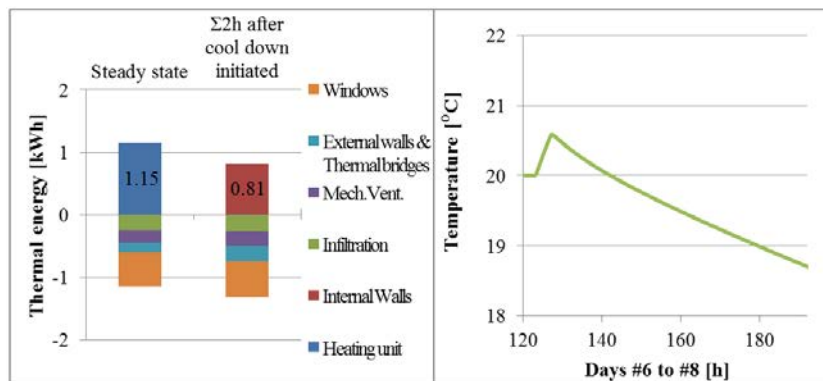 Σ2h after
cool down
initiated
Steady state
Thermal energy [kWh]
2
1
0
-1
-2
1.15
0.81
Windows
External walls &
Thermal bridges
Mech. Vent.
Infiltration
Internal Walls
Heating unit
Temperature [°C]
22
21
20
19
18
120
140
160
180
Days #6 to #8 [h]